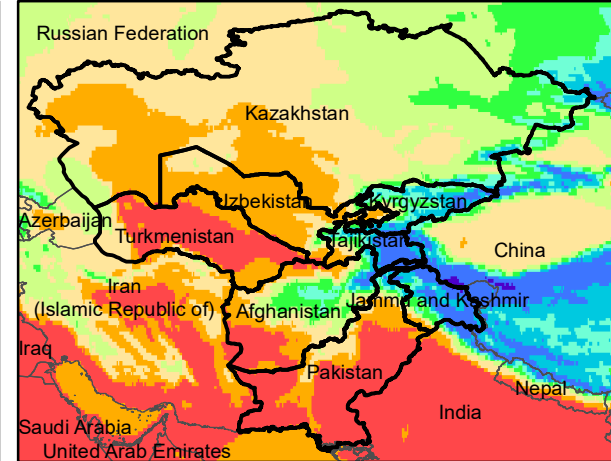 Russian Federation
Kazakhstan
Uzbekistan
Kyrgyzstan
Azerbaijan
Turkmenistan
Tajikistan
China
Iran
(Islamic Republic of)
Afghanistan
Jammu and Kashmir
Iraq
Pakistan
Nepal
India
Saudi Arabia
United Arab Emirates